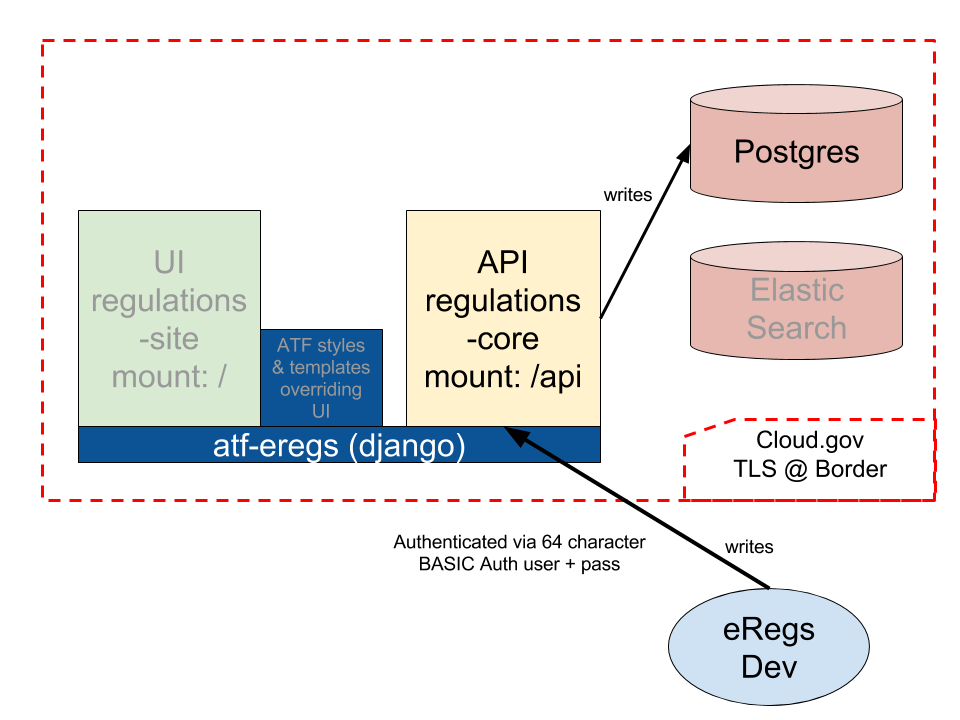 Postgres
writes
UI
regulations
-site
mount: /
API
regulations
-core
mount: /api
Elastic
Search
ATF styles
& templates
overriding
UI
atf-eregs (django)
Cloud.gov
TLS @ Border
Authenticated via 64 character
BASIC Auth user + pass
writes
eRegs
Dev